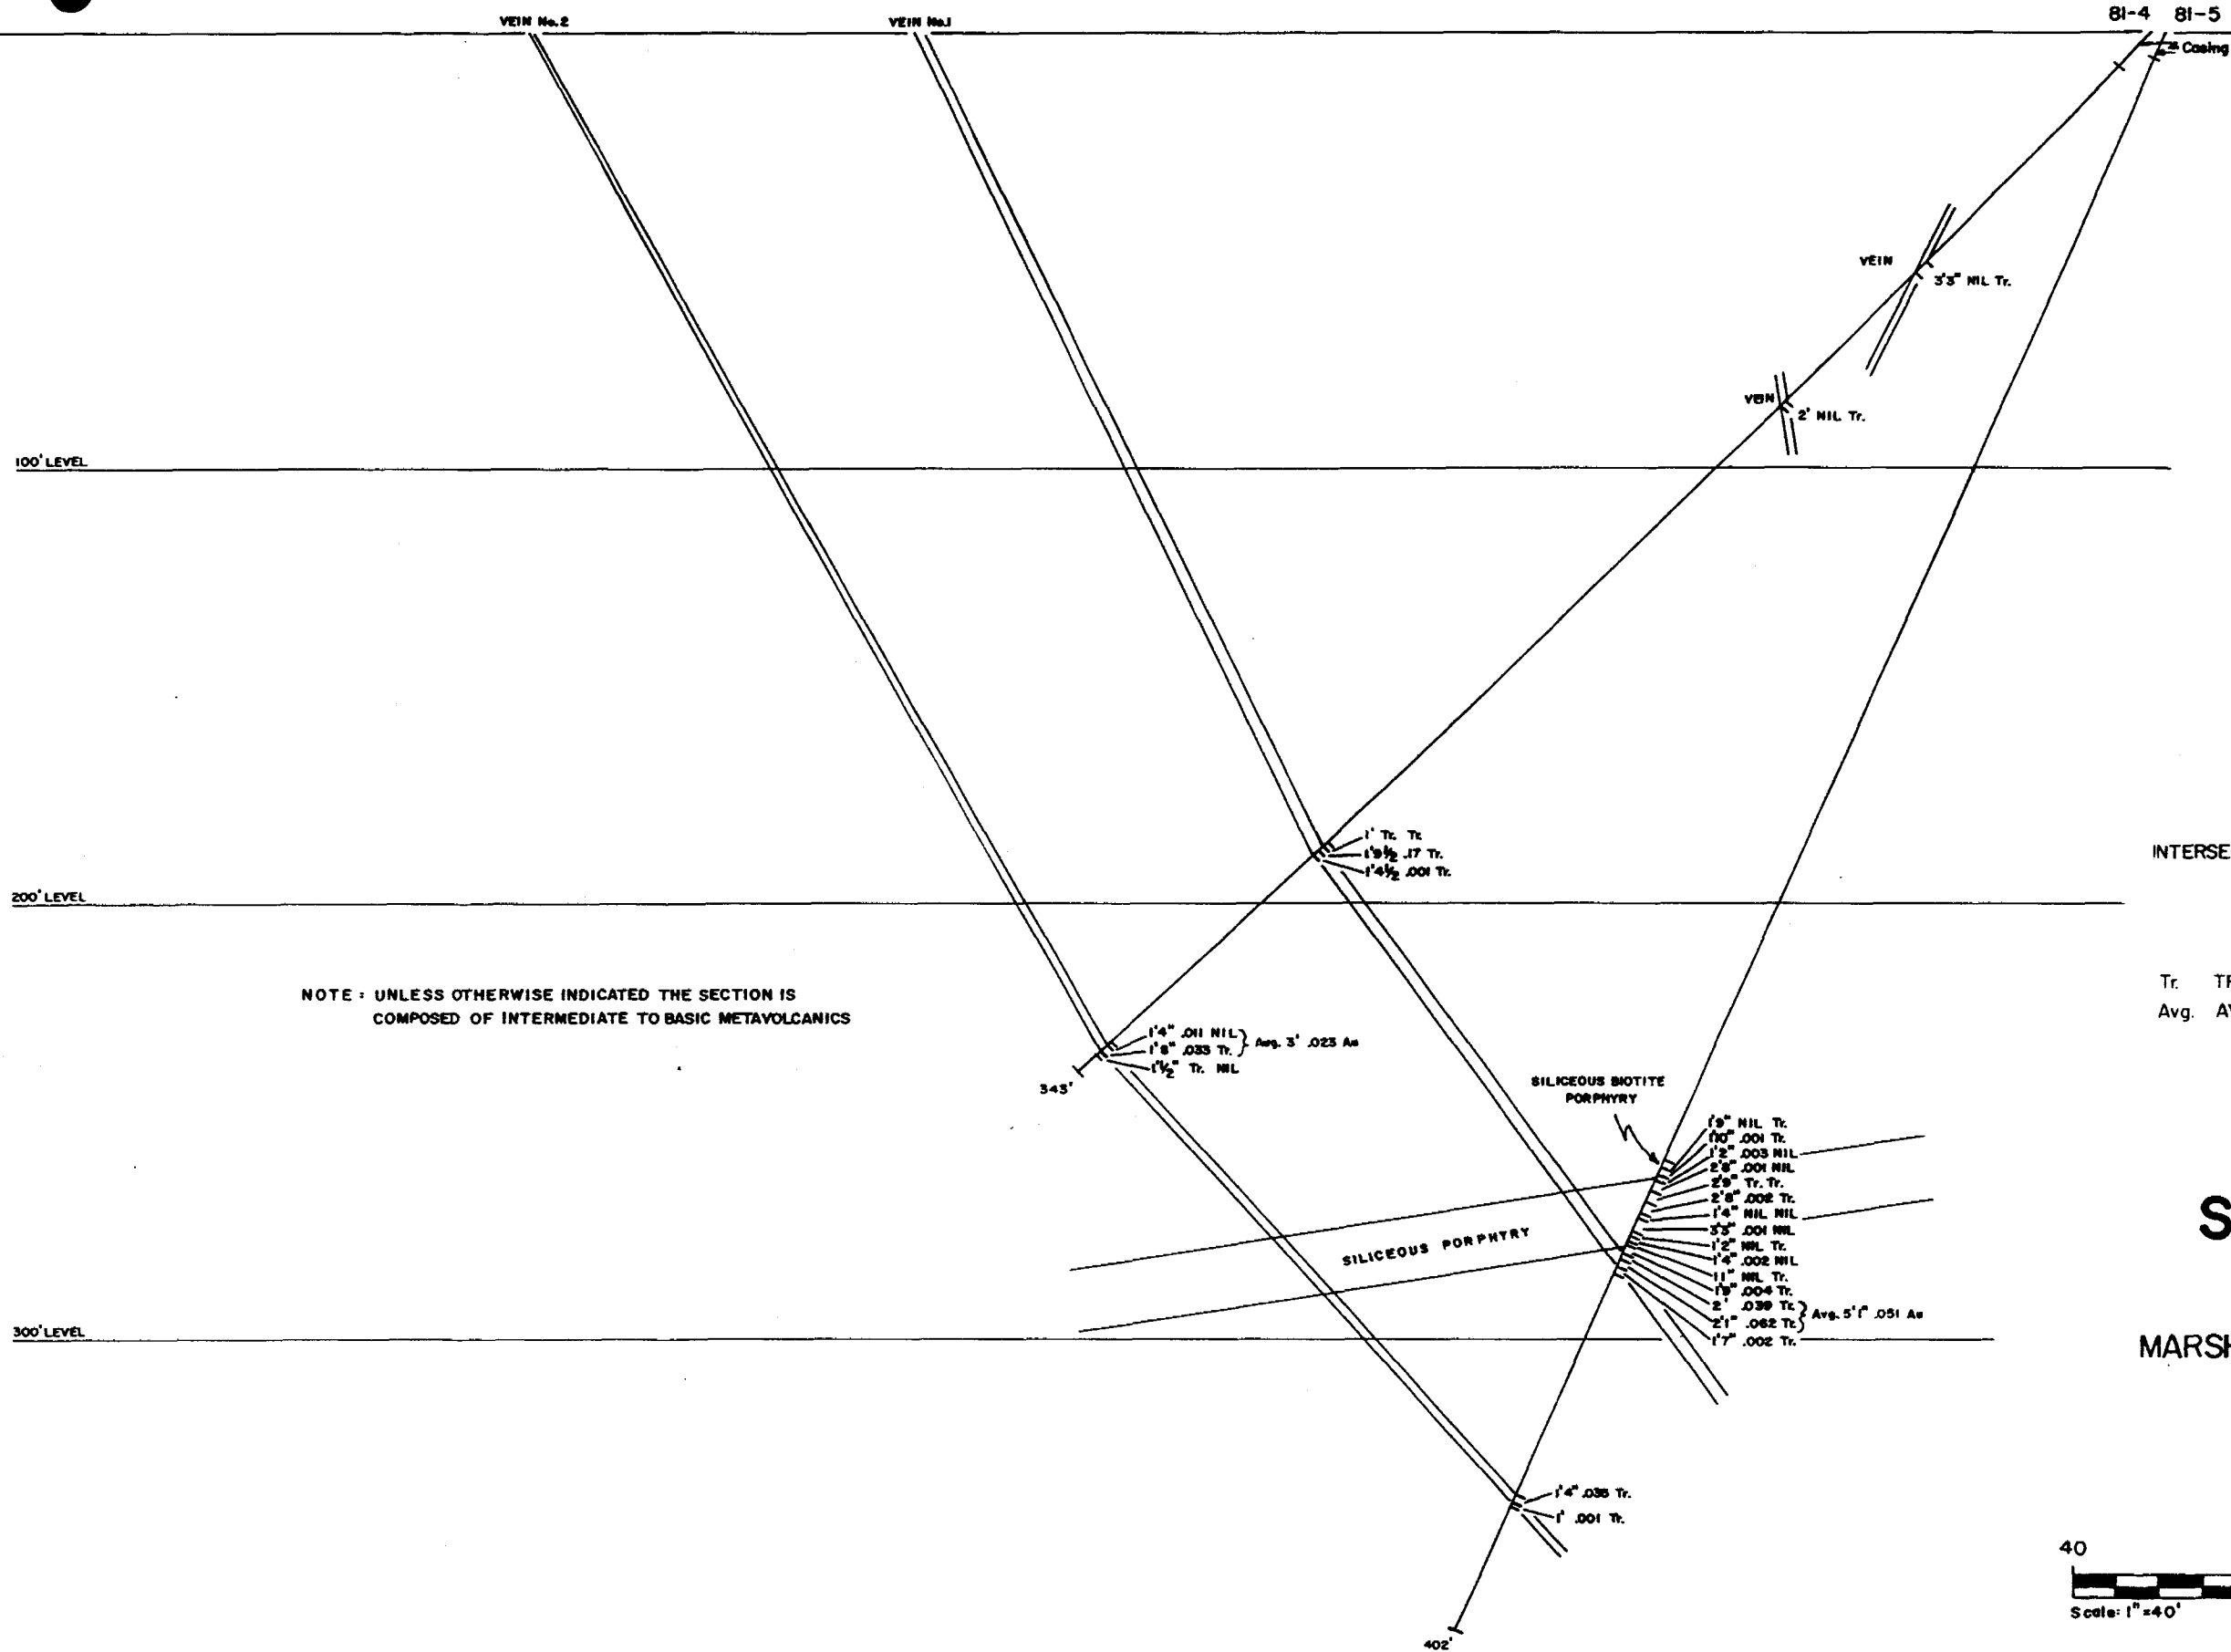 VEIN No.2
VEIN No.1
81-4 81-5
Casing
VEIN
3'3" NIL Tr.
VEIN
2' NIL Tr.
100' LEVEL
1' Tr. Tr.
1'9½ .17 Tr.
1'4½ .001 Tr.
INTERSE
200' LEVEL
Tr.
Avg. AV
NOTE : UNLESS OTHERWISE INDICATED THE SECTION IS
COMPOSED OF INTERMEDIATE TO BASIC METAVOLCANICS
1'4" .011 NIL
1'8" .033 Tr.
Avg. 3' .023 Au
1'½" Tr. NIL
343'
SILICEOUS BIOTITE
PORPHYRY
1'9" NIL Tr.
1'10" .001 Tr.
1'2" .003 NIL
2'8" .001 NIL
2'9" Tr. Tr.
2'8" .002 Tr.
1'4" NIL NIL
3'3" .001 NIL
1'2" NIL Tr.
1'4" .002 NIL
11" NIL Tr.
1'9" .004 Tr.
2' .039 Tr.
2'1" .062 Tr.
Avg. 5'1" .051 Au
1'7" .002 Tr.
SILICEOUS PORPHYRY
S
300' LEVEL
MARSH
1'4" .035 Tr.
1' .001 Tr.
40
Scale: 1"=40'
402'